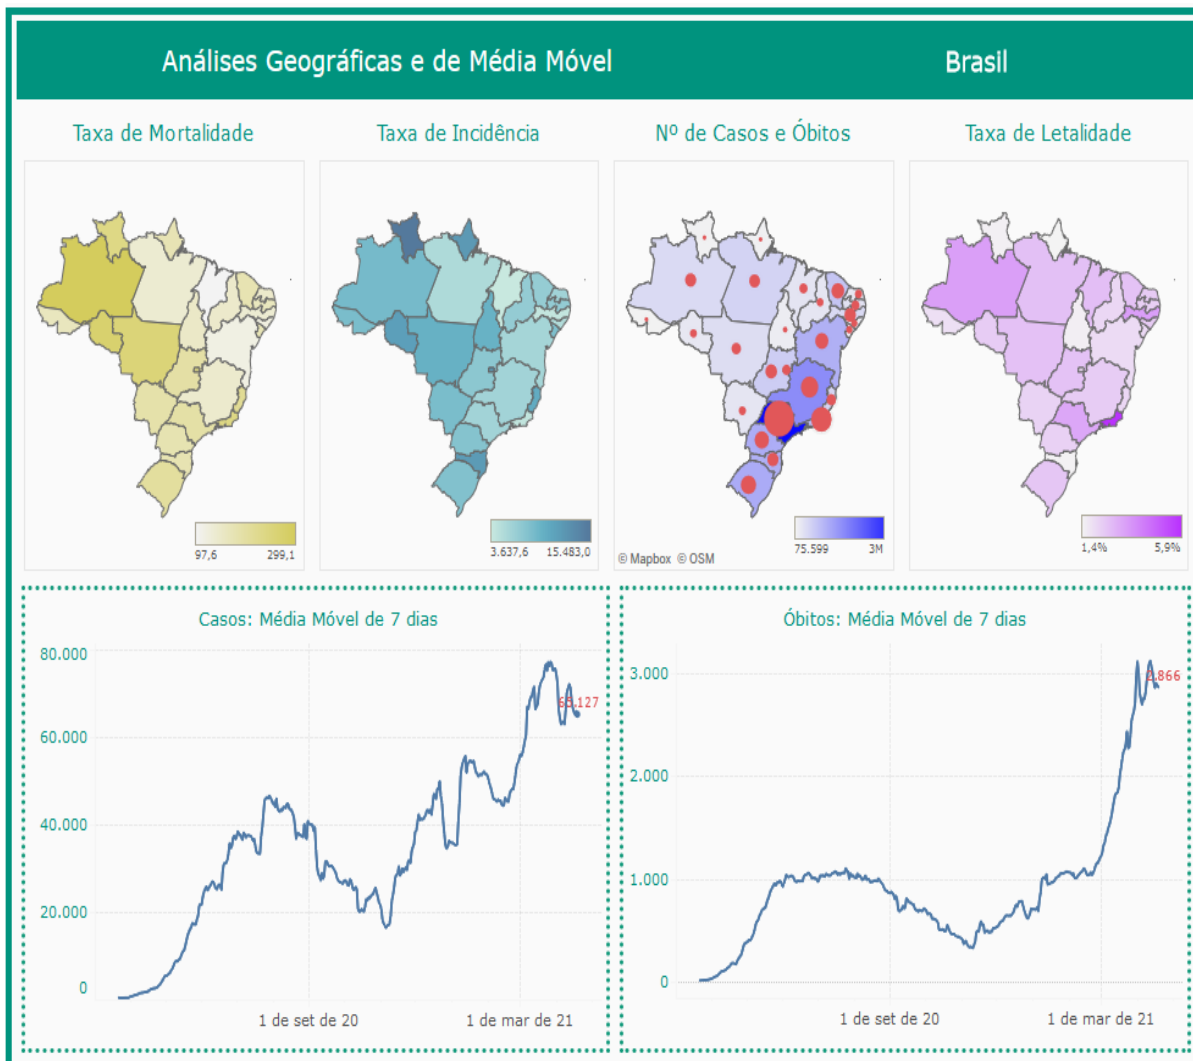 Análises Geográficas e de Média Móvel
Brasil
Taxa de Mortalidade
Taxa de Incidência
Nº de Casos e Óbitos
Taxa de Letalidade
97,6 299,1
3.637,6 15.483,0
© Mapbox © OSM
75.599 3M
1,4% 5,9%
Casos: Média Móvel de 7 dias
80.000
60.000
40.000
20.000
0
65.127
1 de set de 20
1 de mar de 21
Óbitos: Média Móvel de 7 dias
3.000
2.000
1.000
0
2.866
1 de set de 20
1 de mar de 21